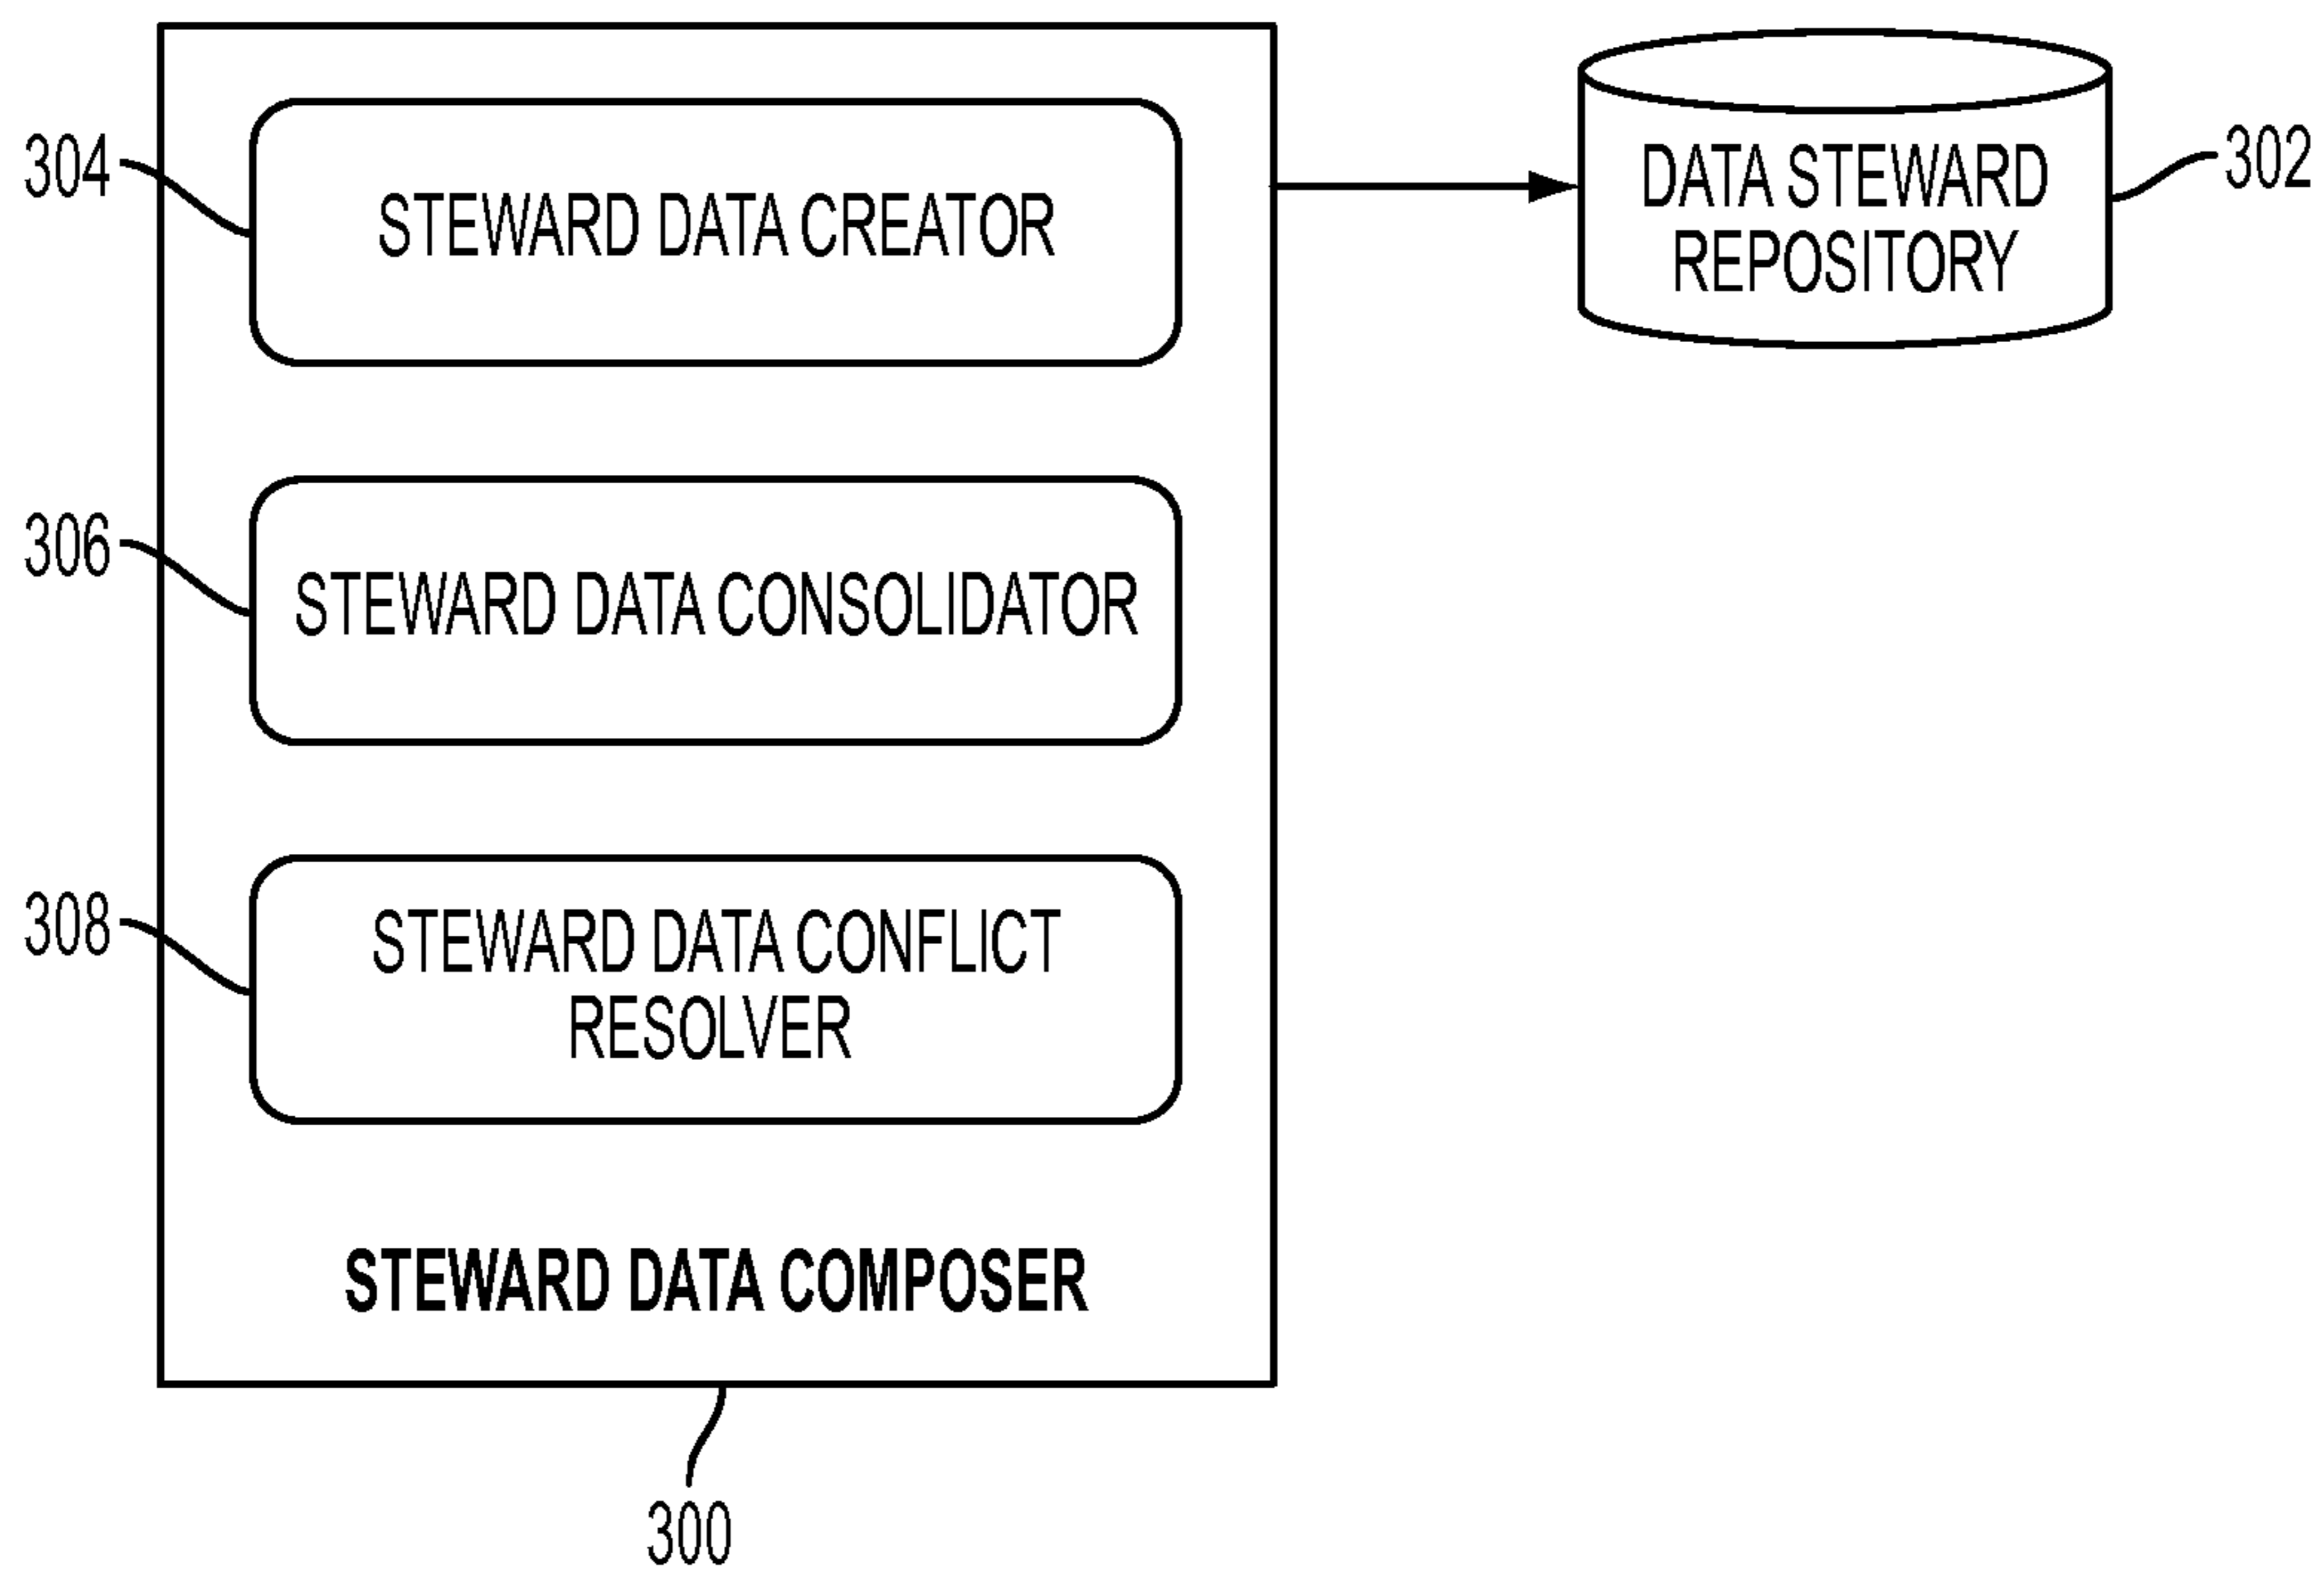 304
STEWARD DATA CREATOR
DATA STEWARD
REPOSITORY
302
306
STEWARD DATA CONSOLIDATOR
308
STEWARD DATA CONFLICT
RESOLVER
STEWARD DATA COMPOSER
300